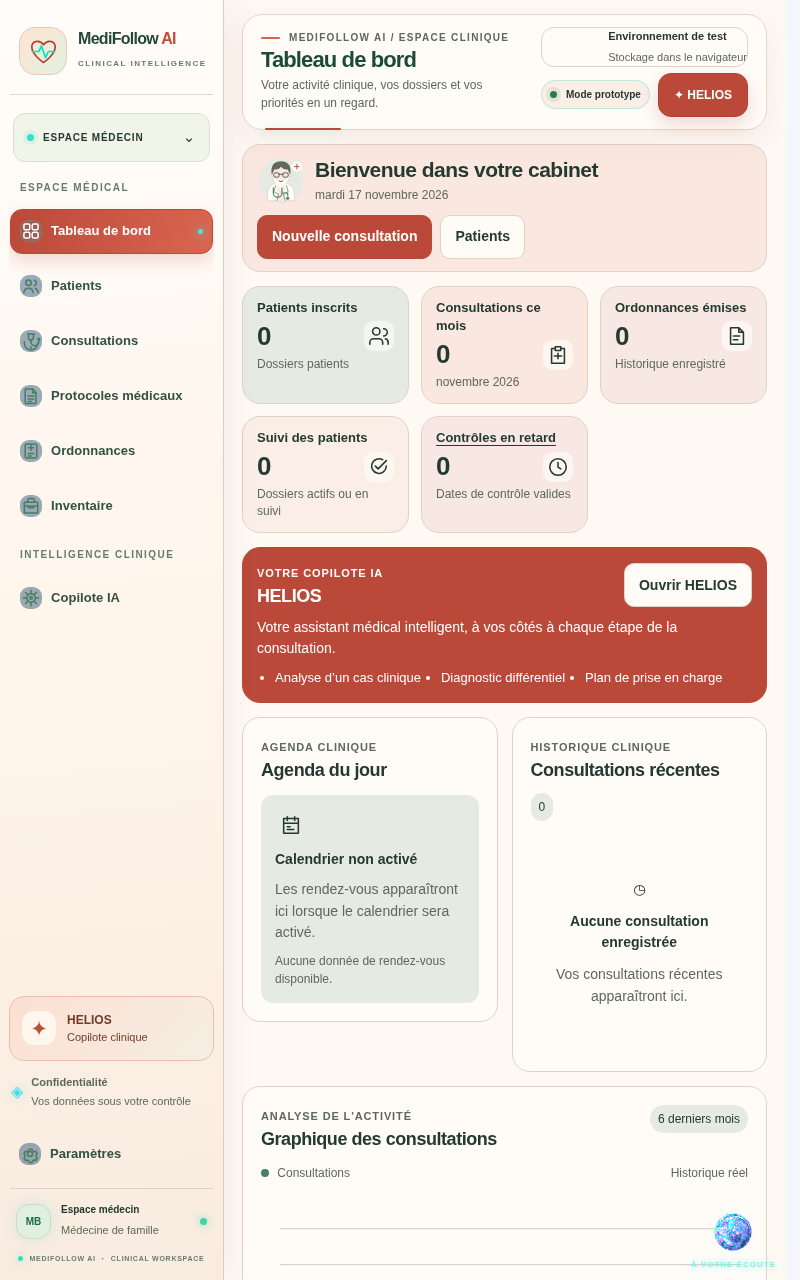 MediFollow AI
CLINICAL INTELLIGENCE
ESPACE MÉDECIN
ESPACE MÉDICAL
Tableau de bord
Patients
Consultations
Protocoles médicaux
Ordonnances
Inventaire
INTELLIGENCE CLINIQUE
Copilote IA
HELIOS
Copilote clinique
Confidentialité
Vos données sous votre contrôle
Paramètres
MB
Espace médecin
Médecine de famille
MEDIFOLLOW AI · CLINICAL WORKSPACE
MEDIFOLLOW AI / ESPACE CLINIQUE
Tableau de bord
Votre activité clinique, vos dossiers et vos
priorités en un regard.
Environnement de test
Stockage dans le navigateur
Mode prototype
✦ HELIOS
Bienvenue dans votre cabinet
mardi 17 novembre 2026
Nouvelle consultation
Patients
Patients inscrits
0
Dossiers patients
Consultations ce
mois
0
novembre 2026
Ordonnances émises
0
Historique enregistré
Suivi des patients
0
Dossiers actifs ou en
suivi
Contrôles en retard
0
Dates de contrôle valides
VOTRE COPILOTE IA
HELIOS
Ouvrir HELIOS
Votre assistant médical intelligent, à vos côtés à chaque étape de la
consultation.
• Analyse d'un cas clinique • Diagnostic différentiel • Plan de prise en charge
AGENDA CLINIQUE
Agenda du jour
Calendrier non activé
Les rendez-vous apparaîtront
ici lorsque le calendrier sera
activé.
Aucune donnée de rendez-vous
disponible.
HISTORIQUE CLINIQUE
Consultations récentes
0
Aucune consultation
enregistrée
Vos consultations récentes
apparaîtront ici.
ANALYSE DE L'ACTIVITÉ
Graphique des consultations
6 derniers mois
Consultations
Historique réel
À VOTRE ÉCOUTE